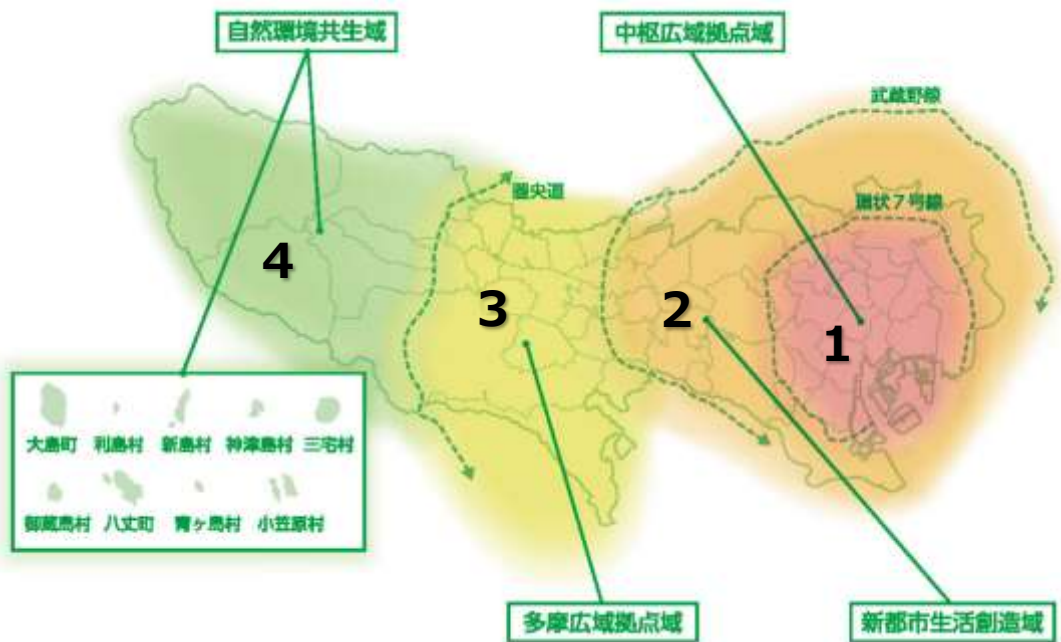 自然環境共生域
中枢広域拠点域
武蔵野線
圏央道
環状7号線
4
3
2
1
大島町 利島村 新島村 神津島村 三宅村
御蔵島村 八丈町 青ヶ島村 小笠原村
多摩広域拠点域
新都市生活創造域